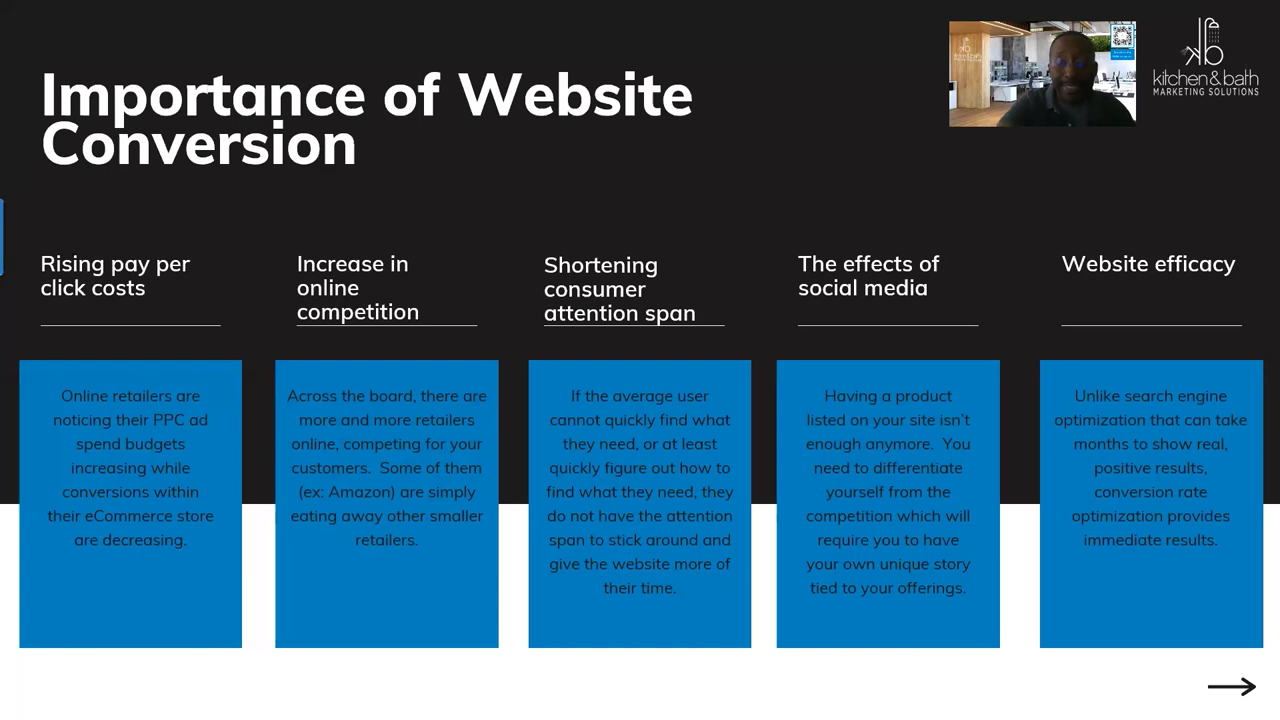 Importance of Website
Conversion
kitchen & bath
MARKETING SOLUTIONS
Rising pay per
click costs
Increase in
online
competition
Shortening
consumer
attention span
The effects of
social media
Website efficacy
Online retailers are
noticing their PPC ad
spend budgets
increasing while
conversions within
their eCommerce store
are decreasing.
Across the board, there are
more and more retailers
online, competing for your
customers. Some of them
(ex: Amazon) are simply
eating away other smaller
retailers.
If the average user
cannot quickly find what
they need, or at least
quickly figure out how to
find what they need, they
do not have the attention
span to stick around and
give the website more of
their time.
Having a product
listed on your site isn't
enough anymore. You
need to differentiate
yourself from the
competition which will
require you to have
your own unique story
tied to your offerings.
Unlike search engine
optimization that can take
months to show real,
positive results,
conversion rate
optimization provides
immediate results.